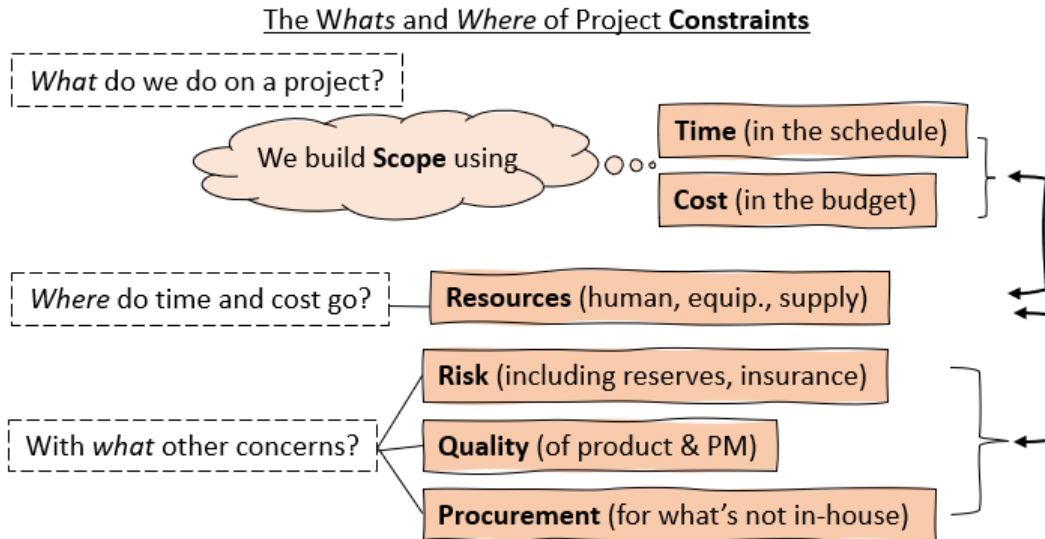 The Whats and Where of Project Constraints
What do we do on a project?
We build Scope using
Time (in the schedule)
Cost (in the budget)
Where do time and cost go?
Resources (human, equip., supply)
With what other concerns?
Risk (including reserves, insurance)
Quality (of product & PM)
Procurement (for what's not in-house)